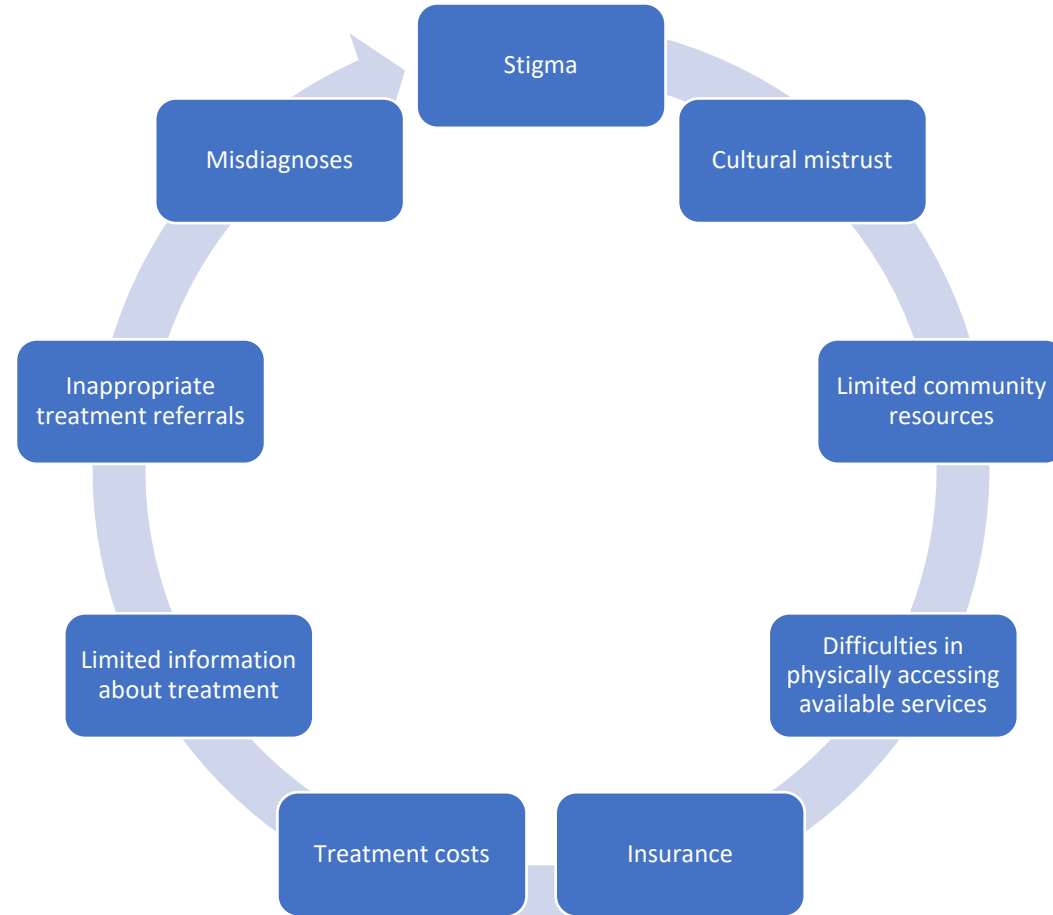 Stigma
Cultural mistrust
Limited community
resources
Difficulties in
physically accessing
available services
Insurance
Treatment costs
Limited information
about treatment
Inappropriate
treatment referrals
Misdiagnoses